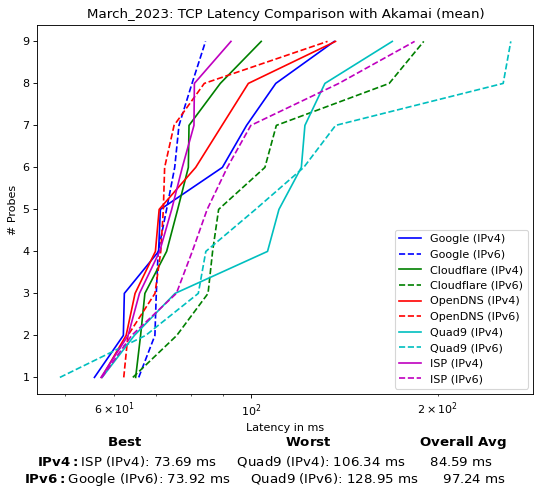 March_2023: TCP Latency Comparison with Akamai (mean)
9
8
7
6
5
4
3
2
1
# Probes
Google (IPv4)
Google (IPv6)
Cloudflare (IPv4)
Cloudflare (IPv6)
OpenDNS (IPv4)
OpenDNS (IPv6)
Quad9 (IPv4)
Quad9 (IPv6)
ISP (IPv4)
ISP (IPv6)
6 × 10¹ 10² 2 × 10²
Latency in ms
Best Worst Overall Avg
IPv4: ISP (IPv4): 73.69 ms Quad9 (IPv4): 106.34 ms 84.59 ms
IPv6: Google (IPv6): 73.92 ms Quad9 (IPv6): 128.95 ms 97.24 ms